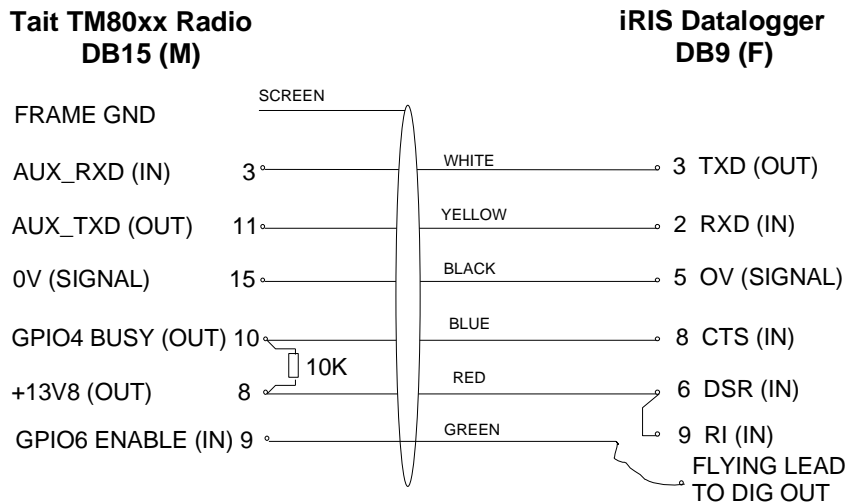 Tait TM80xx Radio
DB15 (M)
iRIS Datalogger
DB9 (F)
SCREEN
FRAME GND
AUX_RXD (IN) 3 WHITE 3 TXD (OUT)
AUX_TXD (OUT) 11 YELLOW 2 RXD (IN)
0V (SIGNAL) 15 BLACK 5 OV (SIGNAL)
GPIO4 BUSY (OUT) 10 BLUE 8 CTS (IN)
10K
+13V8 (OUT) 8 RED 6 DSR (IN)
9 RI (IN)
GPIO6 ENABLE (IN) 9 GREEN
FLYING LEAD
TO DIG OUT